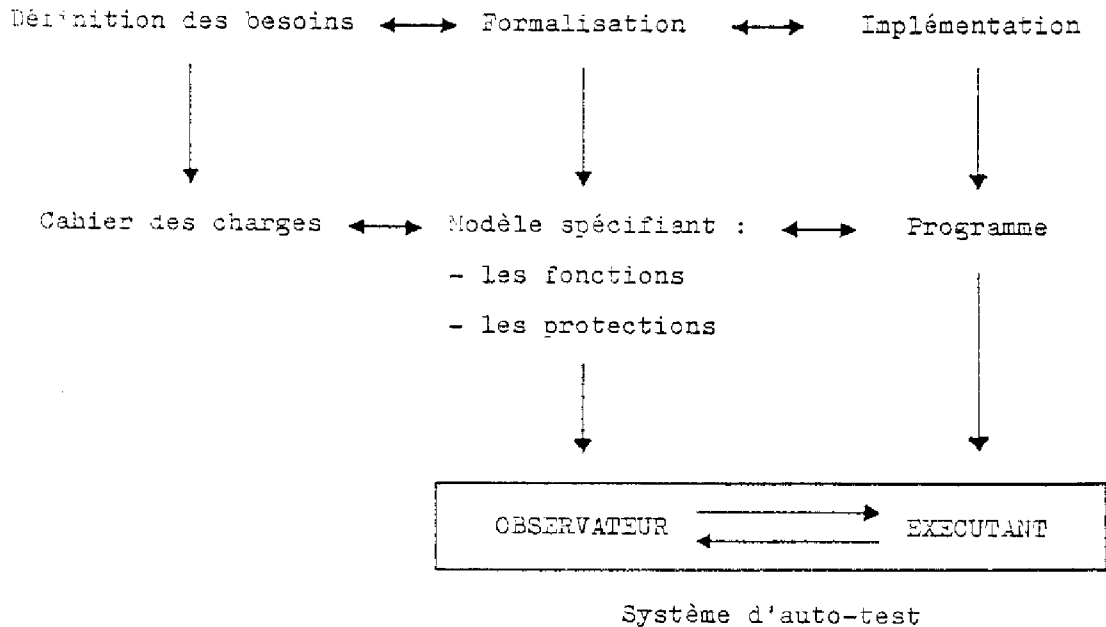 Définition des besoins Formalisation Implémentation
Cahier des charges Modèle spécifiant : Programme
- les fonctions
- les protections
OBSERVATEUR EXECUTANT
Système d'auto-test